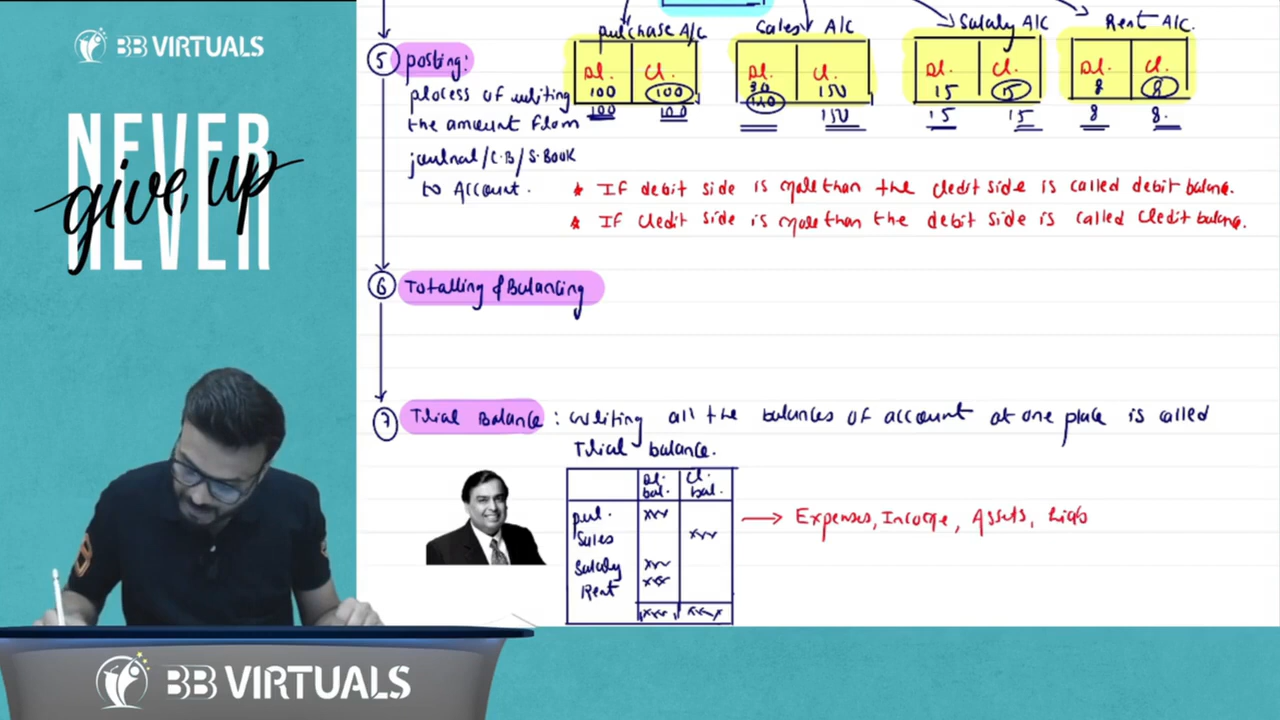 BB VIRTUALS
NEVER
give up
NEVER
5 posting:
process of writing
the amount from
journal/C.B/S.Book
to Account.
purchase A/C
Dr. Cr.
100 100
100 100
Sales A/C
Dr. Cr.
30 150
120
150
Salary A/C
Dr. Cr.
15 15
15 15
Rent A/C.
Dr. Cr.
8 8
8 8.
* If debit side is more than the credit side is called debit balance.
* If credit side is more than the debit side is called credit balance.
6 Totalling & Balancing
7 Trial Balance : writing all the balances of account at one place is called
Trial balance.
Dr. bal. Cr. bal.
pur. xxx
Sales xxx
Salary xxx
Rent xxx
xxx xxx
→ Expenses, Income, Assets, Liab
BB VIRTUALS